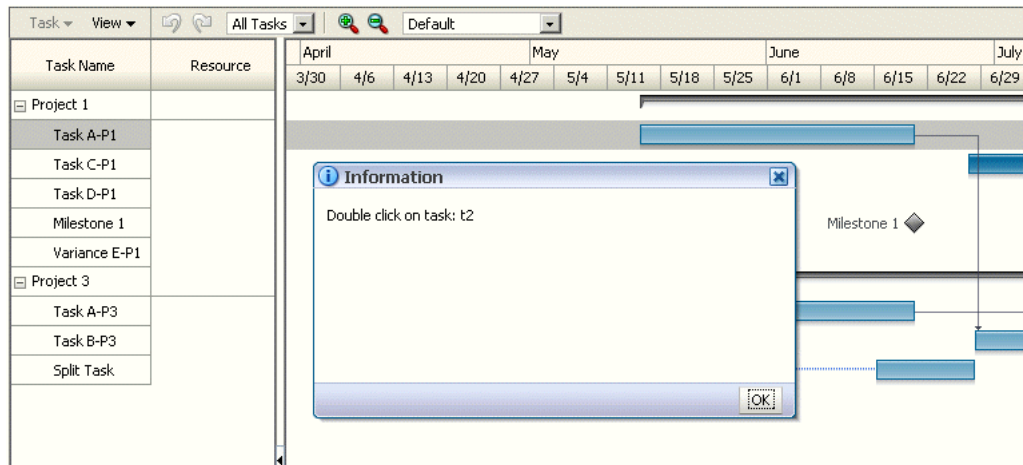 Task View All Tasks Default
Task Name Resource April May June July
3/30 4/6 4/13 4/20 4/27 5/4 5/11 5/18 5/25 6/1 6/8 6/15 6/22 6/29
Project 1
Task A-P1
Task C-P1
Task D-P1
Milestone 1
Variance E-P1
Project 3
Task A-P3
Task B-P3
Split Task
Information
Double click on task: t2
OK
Milestone 1